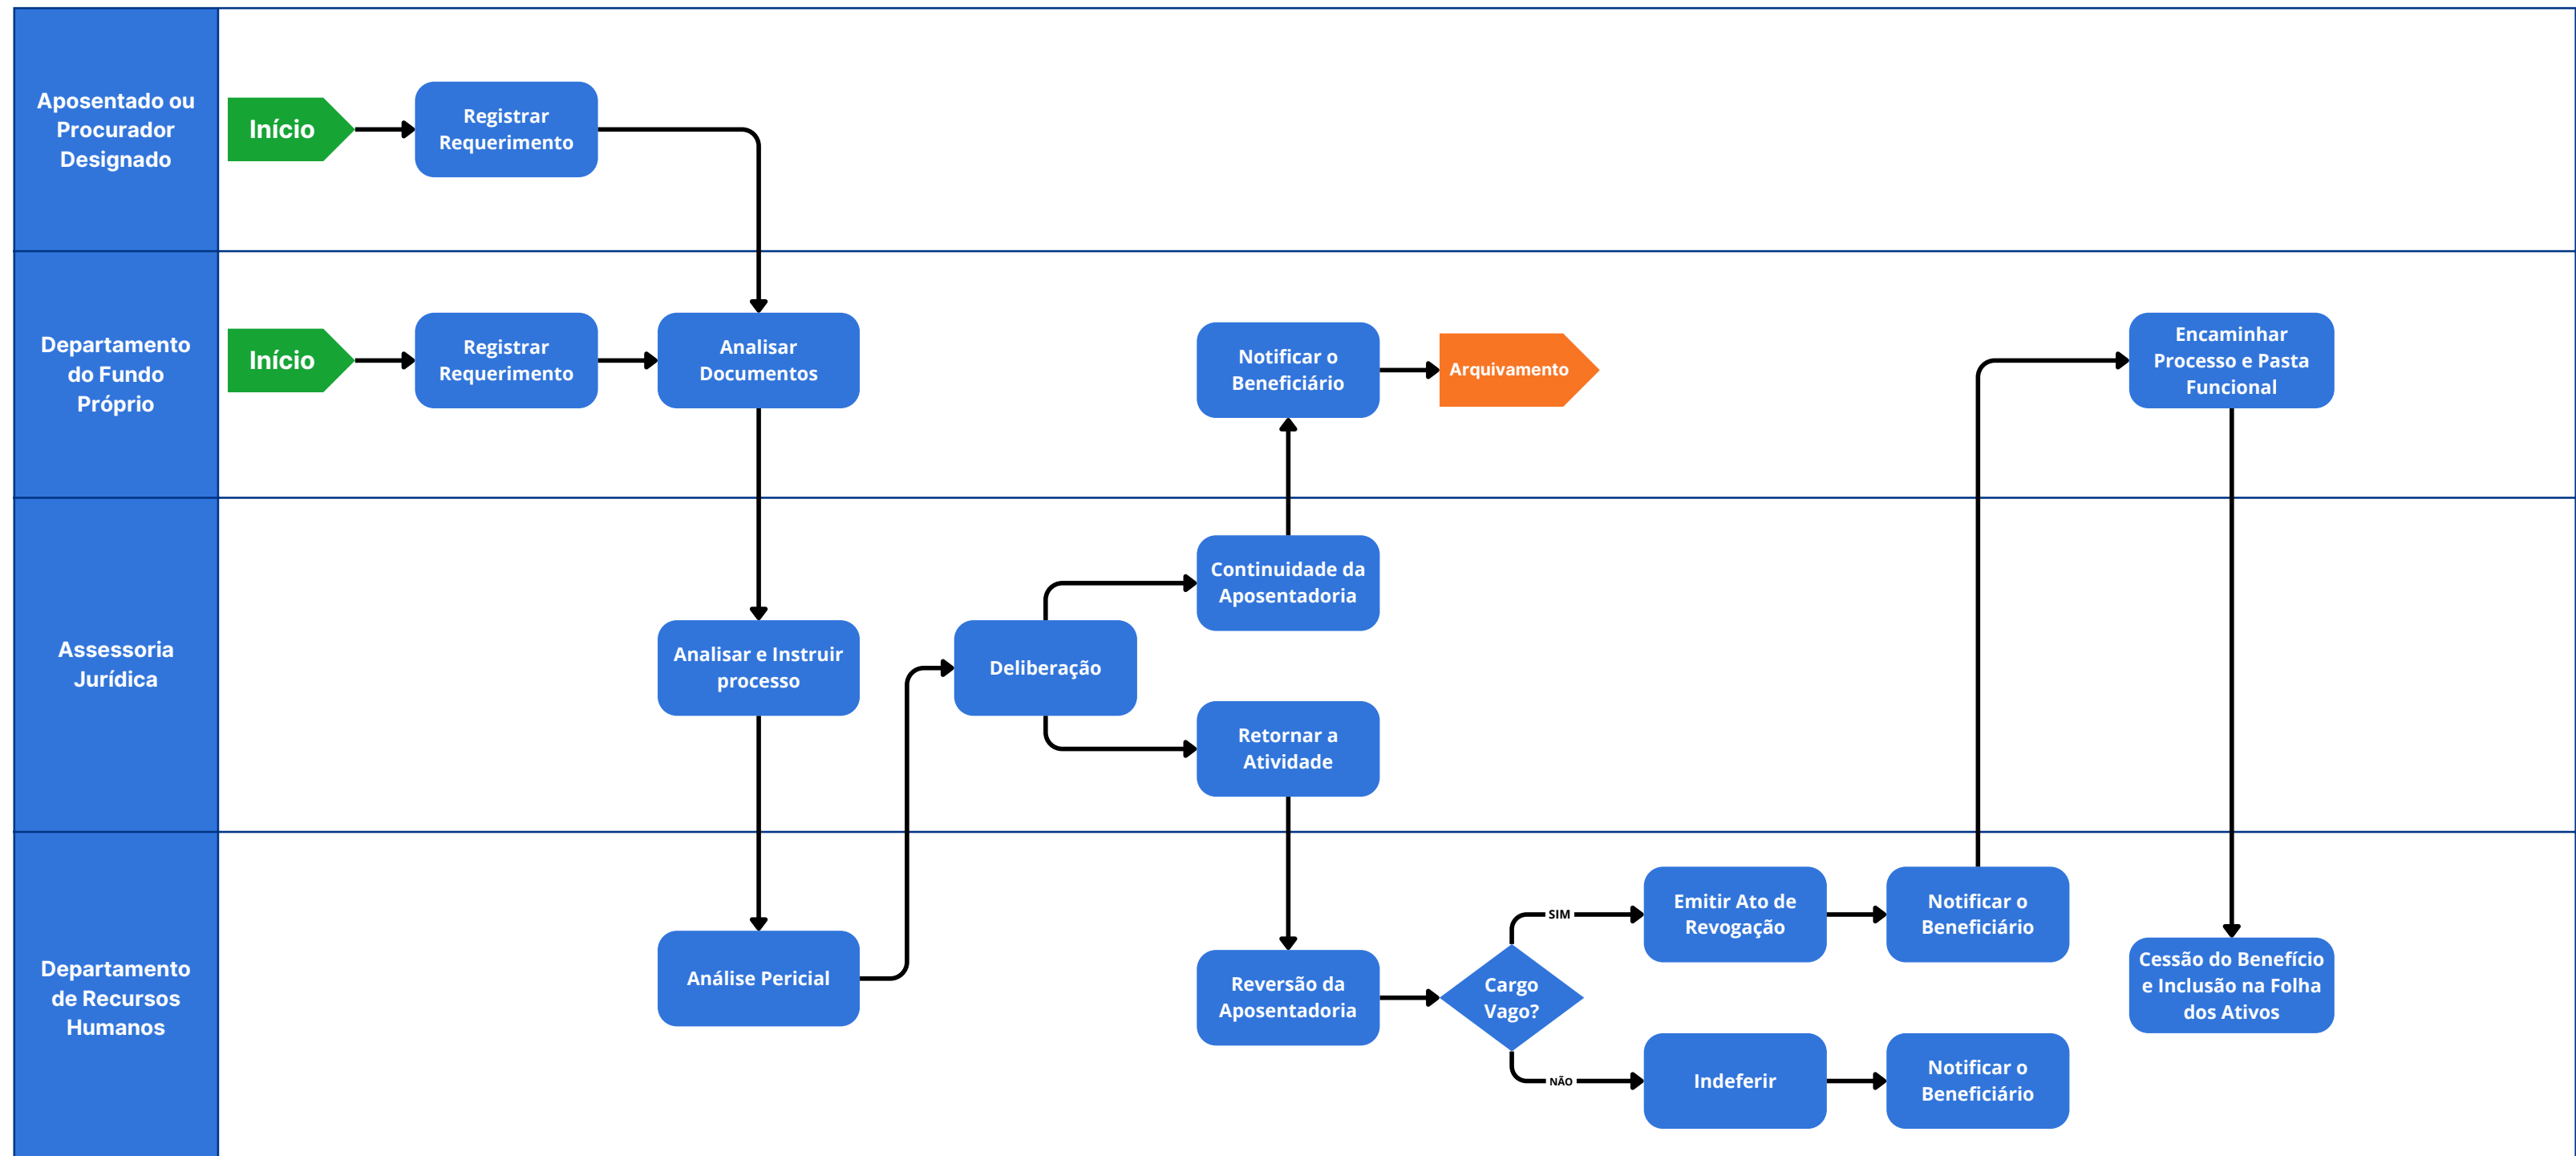 Aposentado ou
Procurador
Designado
Início
Registrar
Requerimento
Departamento
do Fundo
Próprio
Início
Registrar
Requerimento
Analisar
Documentos
Notificar o
Beneficiário
Arquivamento
Encaminhar
Processo e Pasta
Funcional
Assessoria
Jurídica
Analisar e Instruir
processo
Deliberação
Continuidade da
Aposentadoria
Retornar a
Atividade
Departamento
de Recursos
Humanos
Análise Pericial
Reversão da
Aposentadoria
Cargo
Vago?
SIM
Emitir Ato de
Revogação
Notificar o
Beneficiário
NÃO
Indeferir
Notificar o
Beneficiário
Cessão do Benefício
e Inclusão na Folha
dos Ativos